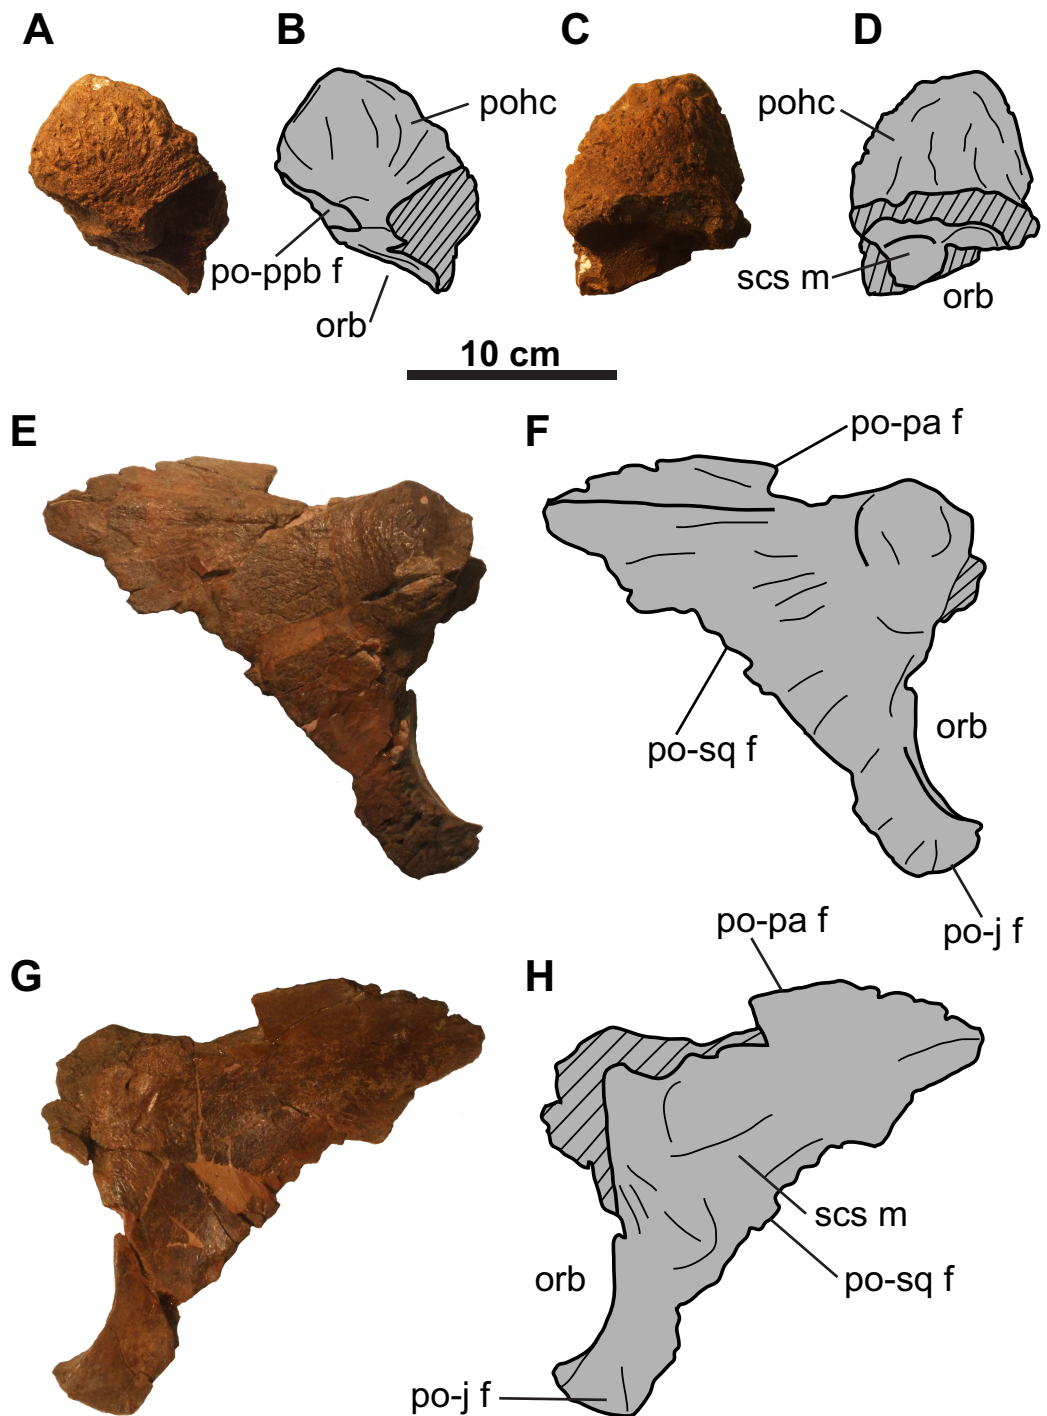 A
B
C
D
pohc
pohc
po-ppb f
scs m
orb
orb
10 cm
E
F
po-pa f
orb
po-sq f
po-j f
po-pa f
G
H
scs m
po-sq f
orb
po-j f